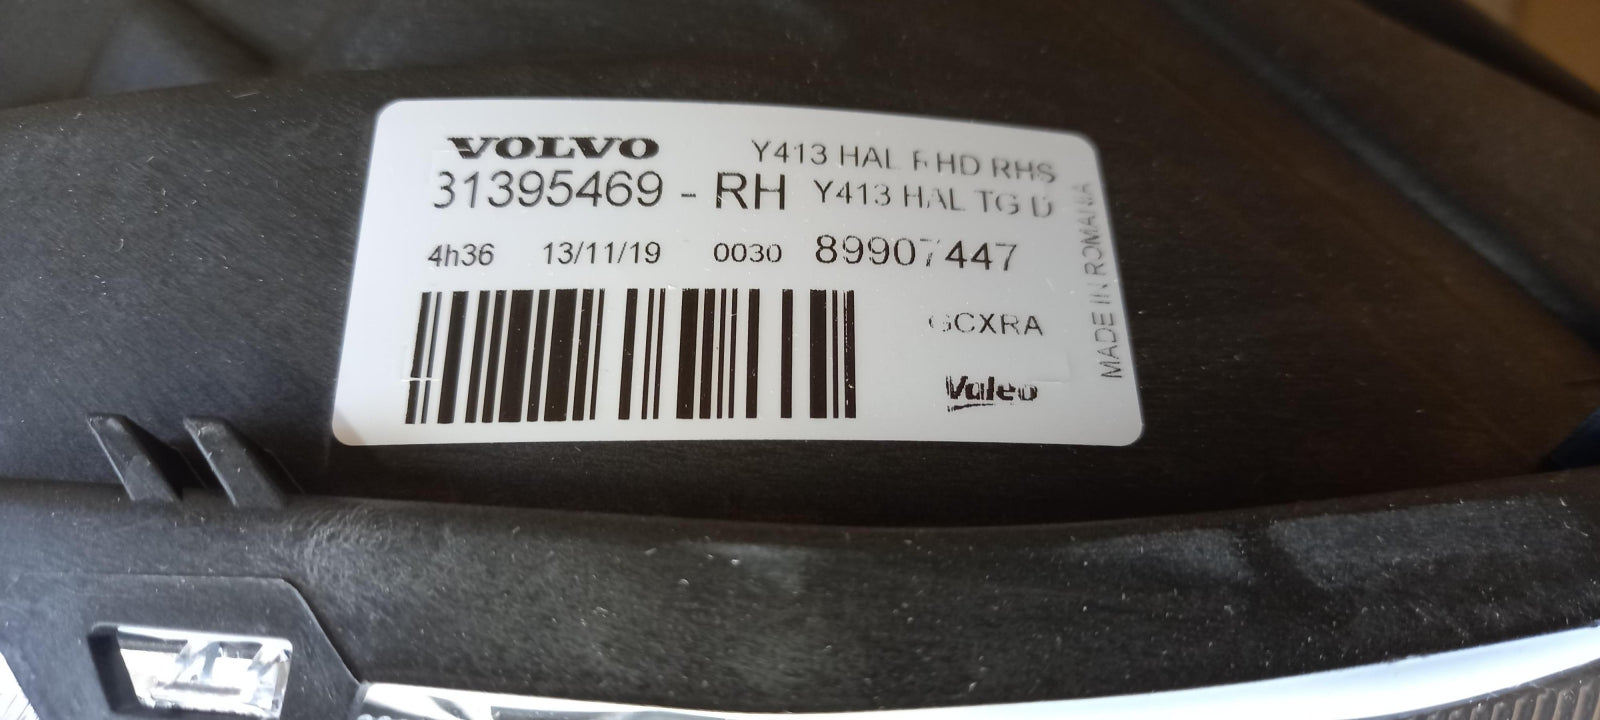 VOLVO
Y413 HAL RHD RHS
31395469 - RH
Y413 HAL TG D
4h36 13/11/19 0030 89907447
GCXRA
Valeo
MADE IN ROMANIA